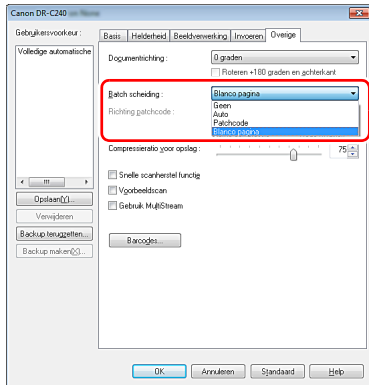 Canon DR-C240 on Nome
Gebruikersvoorkeur :
Volledige automatische
Opslaan(Y)...
Verwijderen
Backup terugzetten...
Backup maken(X)...
Basis Helderheid Beeldverwerking Invoeren Overige
Documentrichting : 0 graden
Roteren +180 graden en achterkant
Batch scheiding : Blanco pagina
Geen
Auto
Patchcode
Blanco pagina
Richting patchcode :
Compressieratio voor opslag : 75
Snelle scanherstel functie
Voorbeeldscan
Gebruik MultiStream
Barcodes...
OK Annuleren Standaard Help